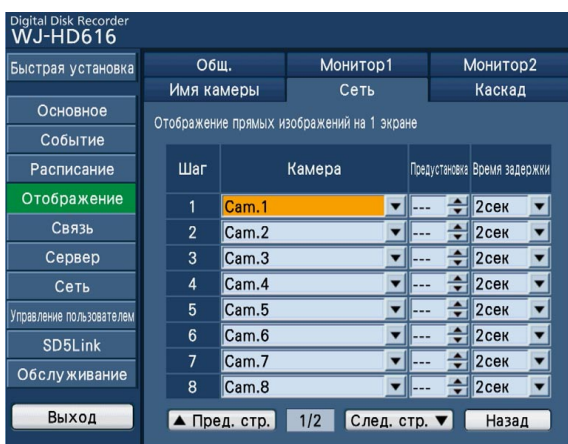 Digital Disk Recorder
WJ-HD616
Быстрая установка
Основное
Событие
Расписание
Отображение
Связь
Сервер
Сеть
Управление пользователем
SD5Link
Обслуживание
Выход
Общ. Монитор1 Монитор2
Имя камеры Сеть Каскад
Отображение прямых изображений на 1 экране
Шаг Камера Предустановка Время задержки
1 Cam.1 --- 2сек
2 Cam.2 --- 2сек
3 Cam.3 --- 2сек
4 Cam.4 --- 2сек
5 Cam.5 --- 2сек
6 Cam.6 --- 2сек
7 Cam.7 --- 2сек
8 Cam.8 --- 2сек
▲ Пред. стр. 1/2 След. стр. ▼ Назад